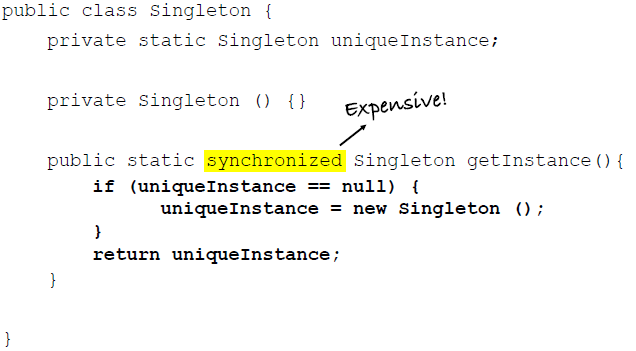 public class Singleton {
private static Singleton uniqueInstance;
private Singleton () {}
Expensive!
public static synchronized Singleton getInstance(){
if (uniqueInstance == null) {
uniqueInstance = new Singleton ();
}
return uniqueInstance;
}
}